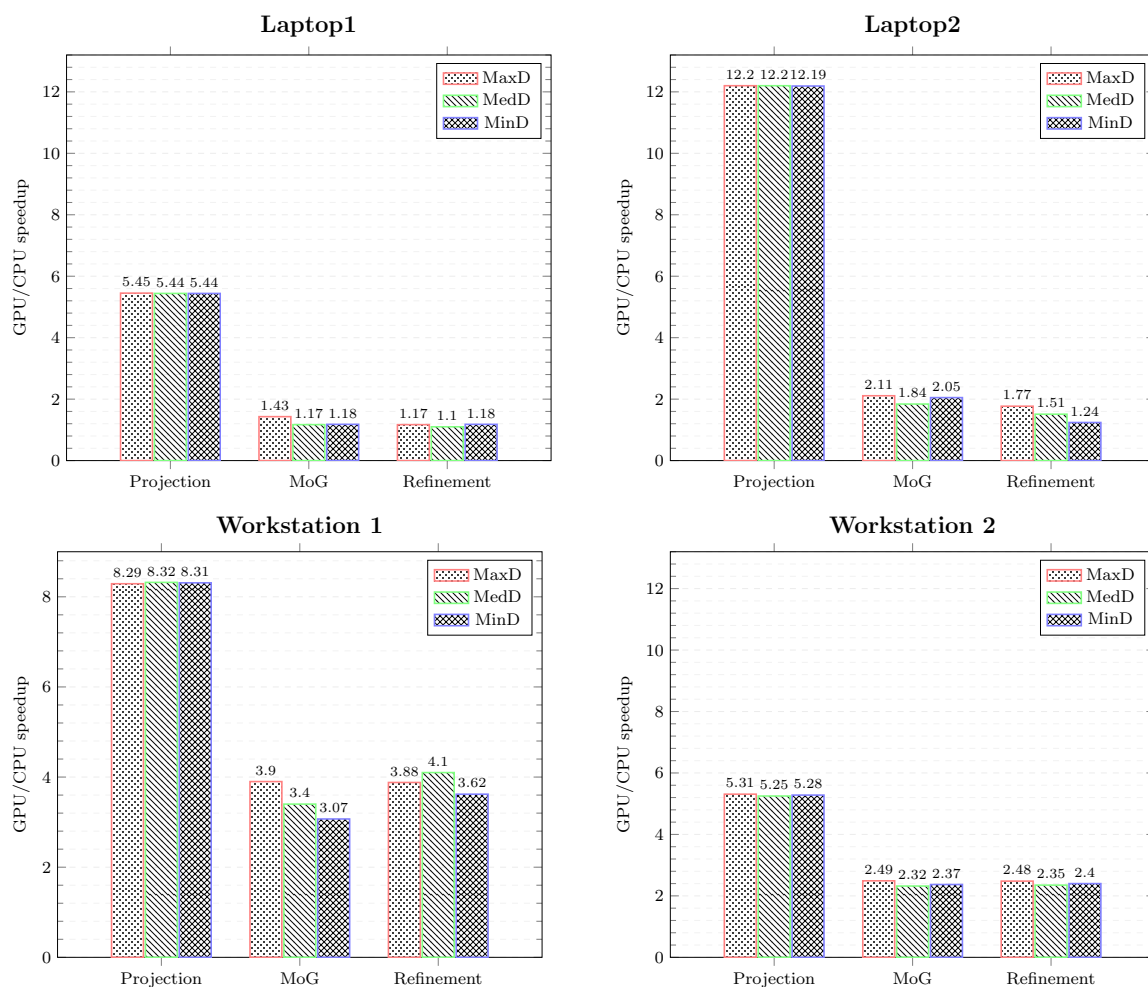 Laptop1
12
10
8
6
4
2
0
GPU/CPU speedup
5.45 5.44 5.44
1.43 1.17 1.18
1.17 1.1 1.18
Projection MoG Refinement
MaxD
MedD
MinD
Laptop2
12
10
8
6
4
2
0
GPU/CPU speedup
12.2 12.2 12.19
2.11 1.84 2.05
1.77 1.51 1.24
Projection MoG Refinement
MaxD
MedD
MinD
Workstation 1
8
6
4
2
0
GPU/CPU speedup
8.29 8.32 8.31
3.9 3.4 3.07
3.88 4.1 3.62
Projection MoG Refinement
MaxD
MedD
MinD
Workstation 2
12
10
8
6
4
2
0
GPU/CPU speedup
5.31 5.25 5.28
2.49 2.32 2.37
2.48 2.35 2.4
Projection MoG Refinement
MaxD
MedD
MinD